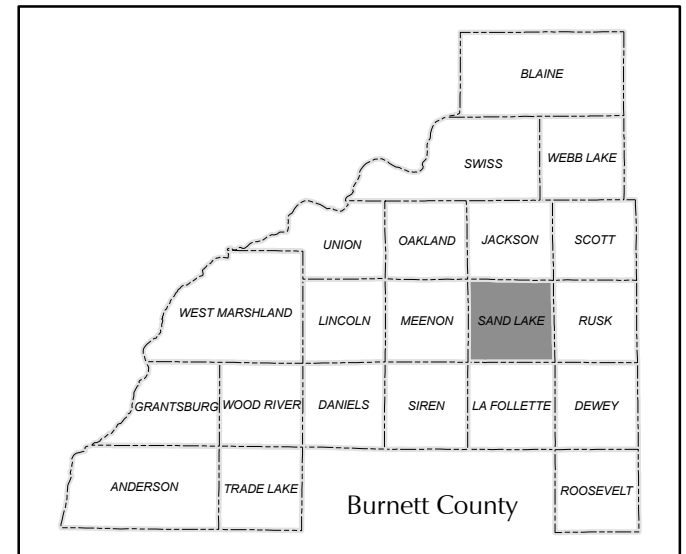 BLAINE
SWISS
WEBB LAKE
UNION
OAKLAND
JACKSON
SCOTT
WEST MARSHLAND
LINCOLN
MEENON
SAND LAKE
RUSK
GRANTSBURG
WOOD RIVER
DANIELS
SIREN
LA FOLLETTE
DEWEY
ANDERSON
TRADE LAKE
ROOSEVELT
Burnett County